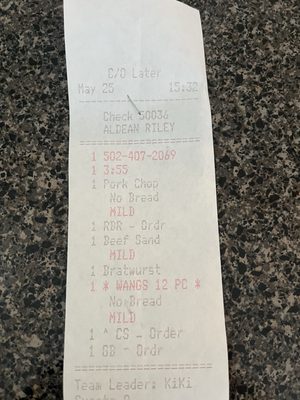 C/O Later
May 25 15:32
Check 50036
ALDEAN RILEY
1 502-407-2069
1 3:55
1 Pork Chop
No Bread
MILD
1 RBR - Ordr
1 Beef Sand
MILD
1 Bratwurst
1 * WANGS 12 PC *
No Bread
MILD
1 ^ CS - Order
1 GB - Ordr
Team Leader: KiKi